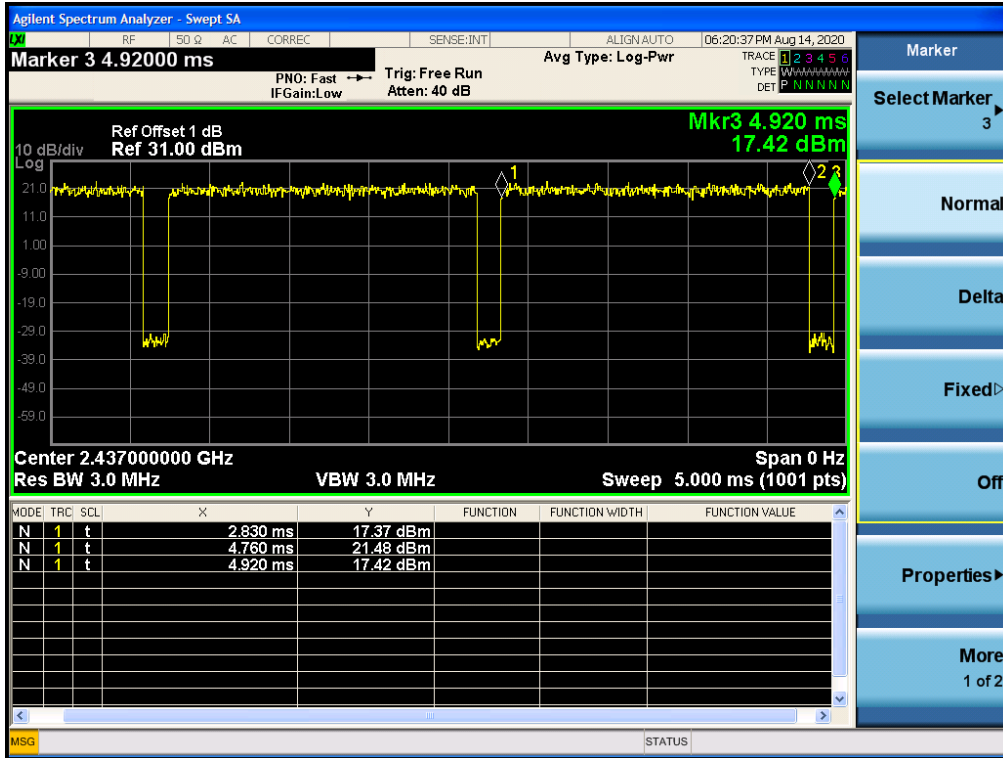 Agilent Spectrum Analyzer - Swept SA
LXI RF 50 Ω AC CORREC SENSE:INT ALIGN AUTO 06:20:37 PM Aug 14, 2020
Marker 3 4.92000 ms
PNO: Fast
IFGain:Low
Trig: Free Run
Atten: 40 dB
Avg Type: Log-Pwr
TRACE 1 2 3 4 5 6
TYPE WWWWWW
DET P N N N N N
Ref Offset 1 dB
10 dB/div Ref 31.00 dBm
Log
Mkr3 4.920 ms
17.42 dBm
1
2
3
21.0
11.0
1.00
-9.00
-19.0
-29.0
-39.0
-49.0
-59.0
Center 2.437000000 GHz Span 0 Hz
Res BW 3.0 MHz VBW 3.0 MHz Sweep 5.000 ms (1001 pts)
MODE TRC SCL X Y FUNCTION FUNCTION WIDTH FUNCTION VALUE
N 1 t 2.830 ms 17.37 dBm
N 1 t 4.760 ms 21.48 dBm
N 1 t 4.920 ms 17.42 dBm
MSG STATUS
Marker
Select Marker
3
Normal
Delta
Fixed
Off
Properties
More
1 of 2